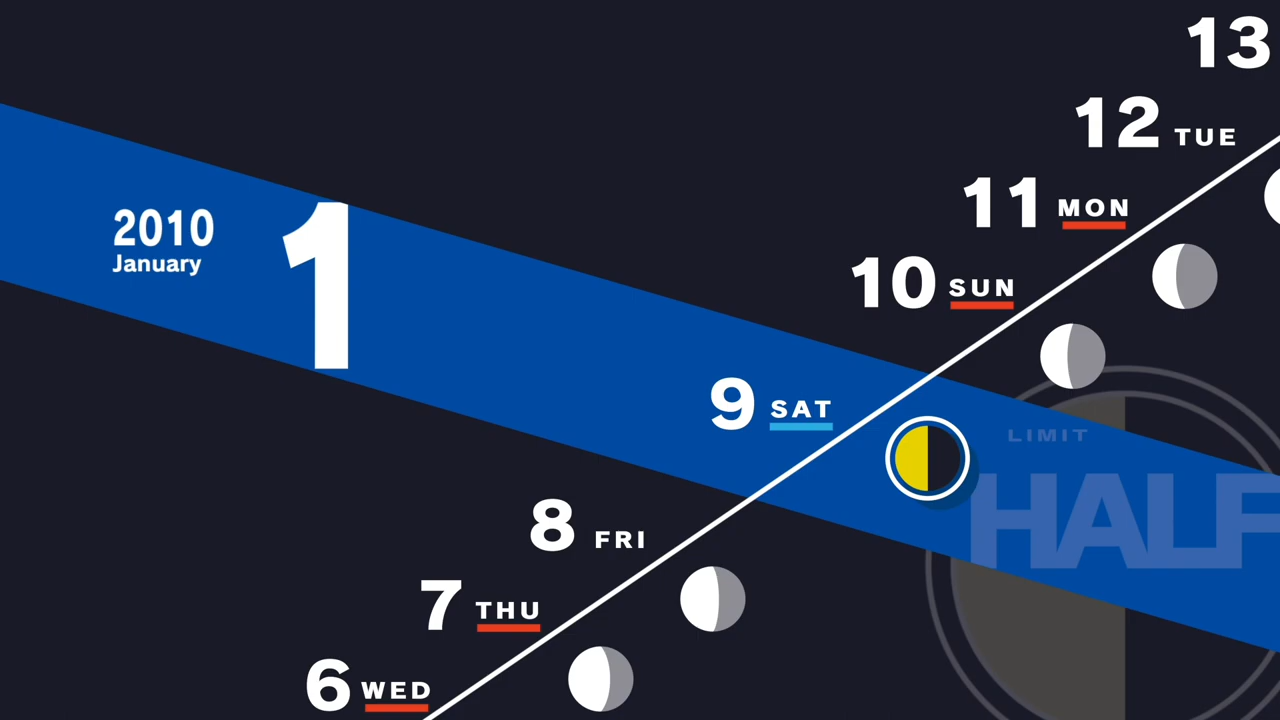 13
12 TUE
11 MON
10 SUN
9 SAT
8 FRI
7 THU
6 WED
2010
January
1
LIMIT
HALF